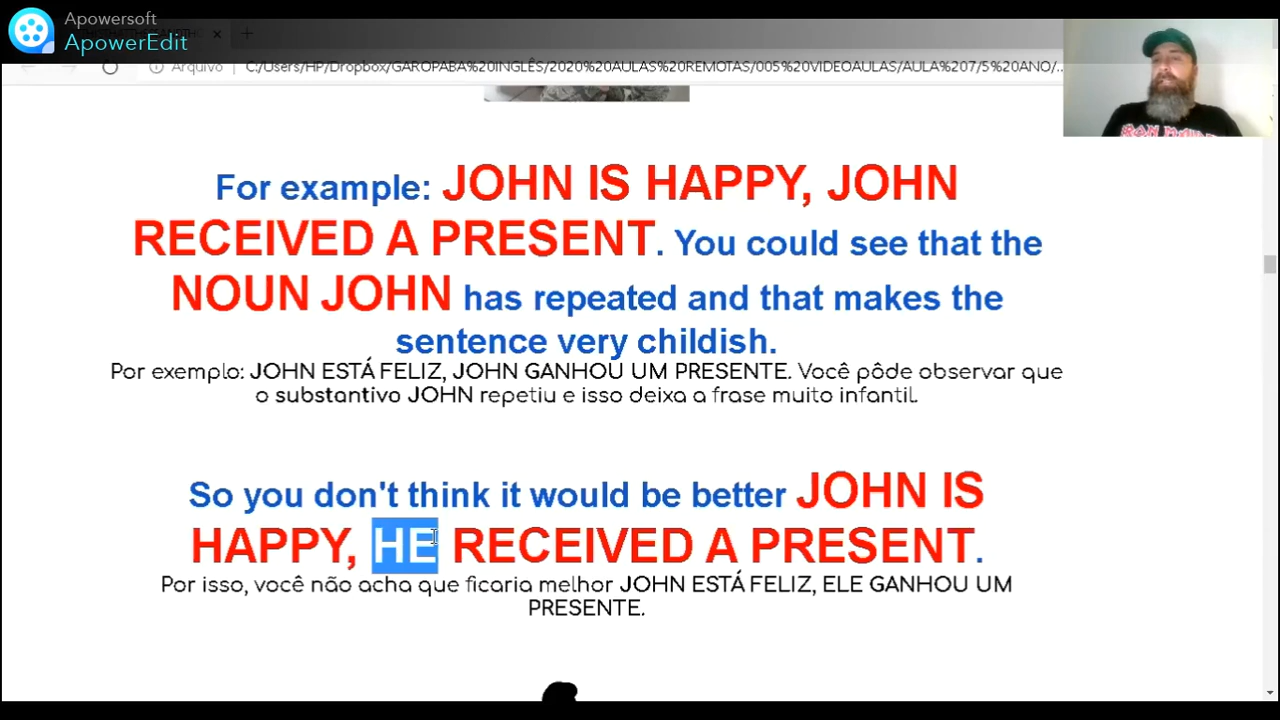 Apowersoft
ApowerEdit
Arquivo C:/Users/HP/Dropbox/GAROPABA%20INGLÊS/2020%20AULAS%20REMOTAS/005%20VIDEOAULAS/AULA%207/5%20ANO/...
For example: JOHN IS HAPPY, JOHN
RECEIVED A PRESENT. You could see that the
NOUN JOHN has repeated and that makes the
sentence very childish.
Por exemplo: JOHN ESTÁ FELIZ, JOHN GANHOU UM PRESENTE. Você pôde observar que
o substantivo JOHN repetiu e isso deixa a frase muito infantil.
So you don't think it would be better JOHN IS
HAPPY, HE RECEIVED A PRESENT.
Por isso, você não acha que ficaria melhor JOHN ESTÁ FELIZ, ELE GANHOU UM
PRESENTE.